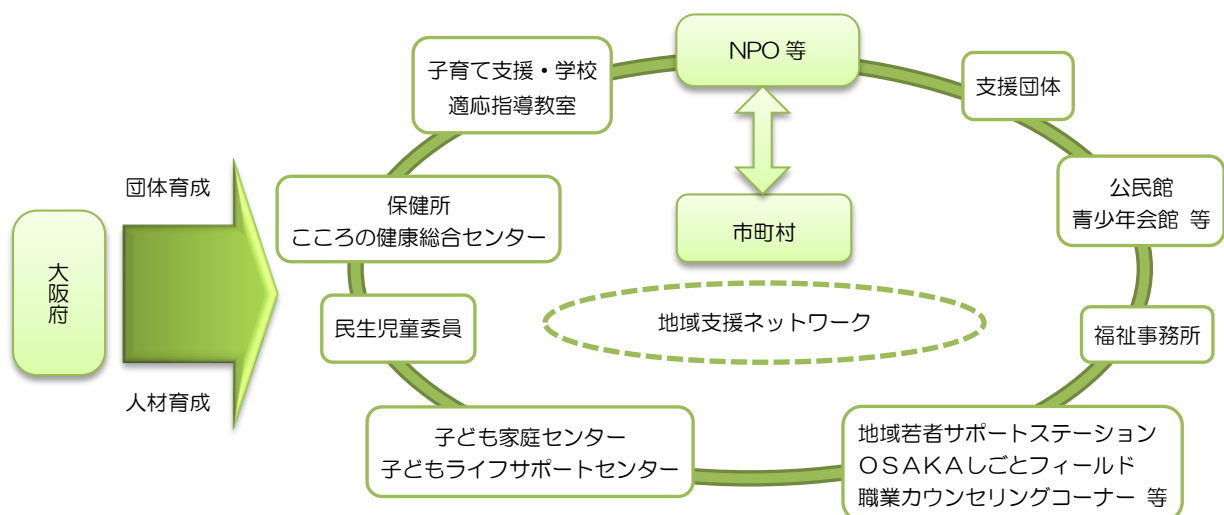 NPO 等
子育て支援・学校
適応指導教室
支援団体
団体育成
保健所
こころの健康総合センター
市町村
公民館
青少年会館 等
大阪府
民生児童委員
地域支援ネットワーク
福祉事務所
人材育成
子ども家庭センター
子どもライフサポートセンター
地域若者サポートステーション
OSAKAしごとフィールド
職業カウンセリングコーナー 等